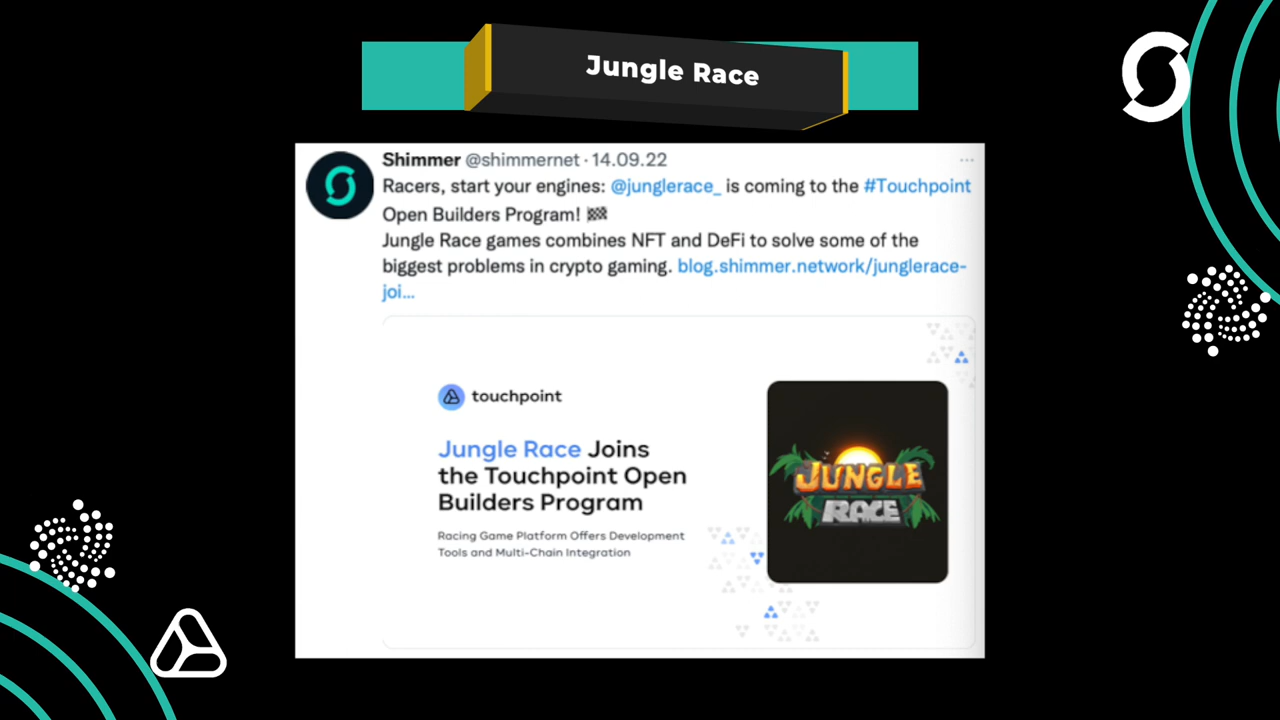 Jungle Race
Shimmer @shimmernet · 14.09.22
Racers, start your engines: @junglerace_ is coming to the #Touchpoint
Open Builders Program! 🏁
Jungle Race games combines NFT and DeFi to solve some of the
biggest problems in crypto gaming. blog.shimmer.network/junglerace-
joi...
touchpoint
Jungle Race Joins
the Touchpoint Open
Builders Program
Racing Game Platform Offers Development
Tools and Multi-Chain Integration
JUNGLE
RACE